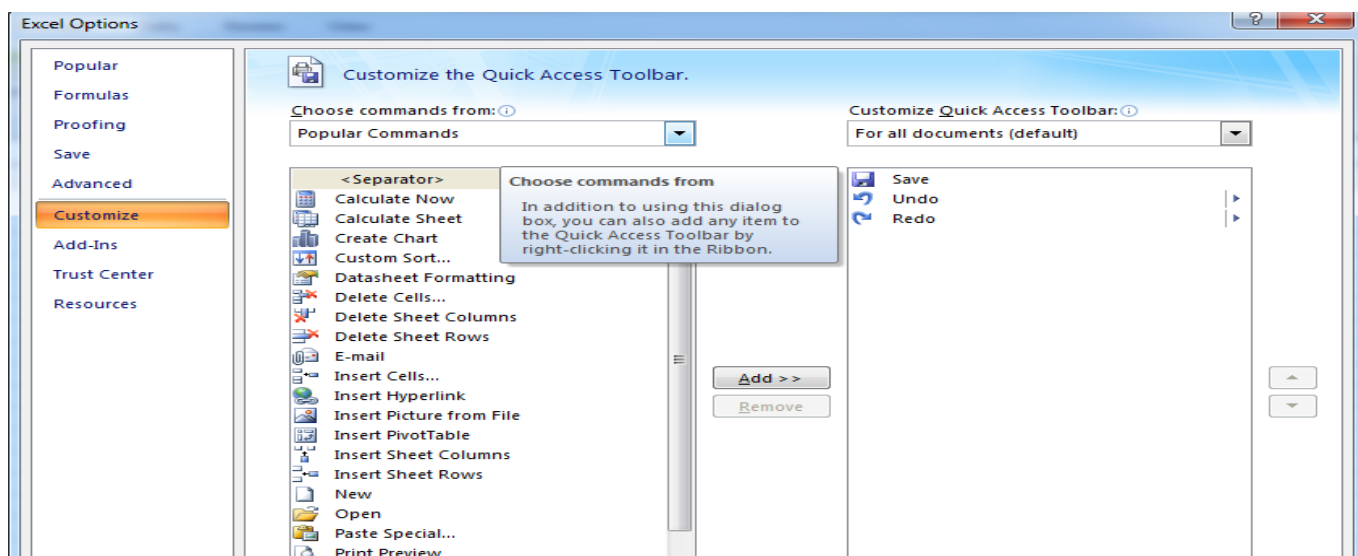 Excel Options
Popular
Formulas
Proofing
Save
Advanced
Customize
Add-Ins
Trust Center
Resources
Customize the Quick Access Toolbar.
Choose commands from:
Popular Commands
<Separator>
Calculate Now
Calculate Sheet
Create Chart
Custom Sort...
Datasheet Formatting
Delete Cells...
Delete Sheet Columns
Delete Sheet Rows
E-mail
Insert Cells...
Insert Hyperlink
Insert Picture from File
Insert PivotTable
Insert Sheet Columns
Insert Sheet Rows
New
Open
Paste Special...
Print Preview
Choose commands from
In addition to using this dialog
box, you can also add any item to
the Quick Access Toolbar by
right-clicking it in the Ribbon.
Add >>
Remove
Customize Quick Access Toolbar:
For all documents (default)
Save
Undo
Redo